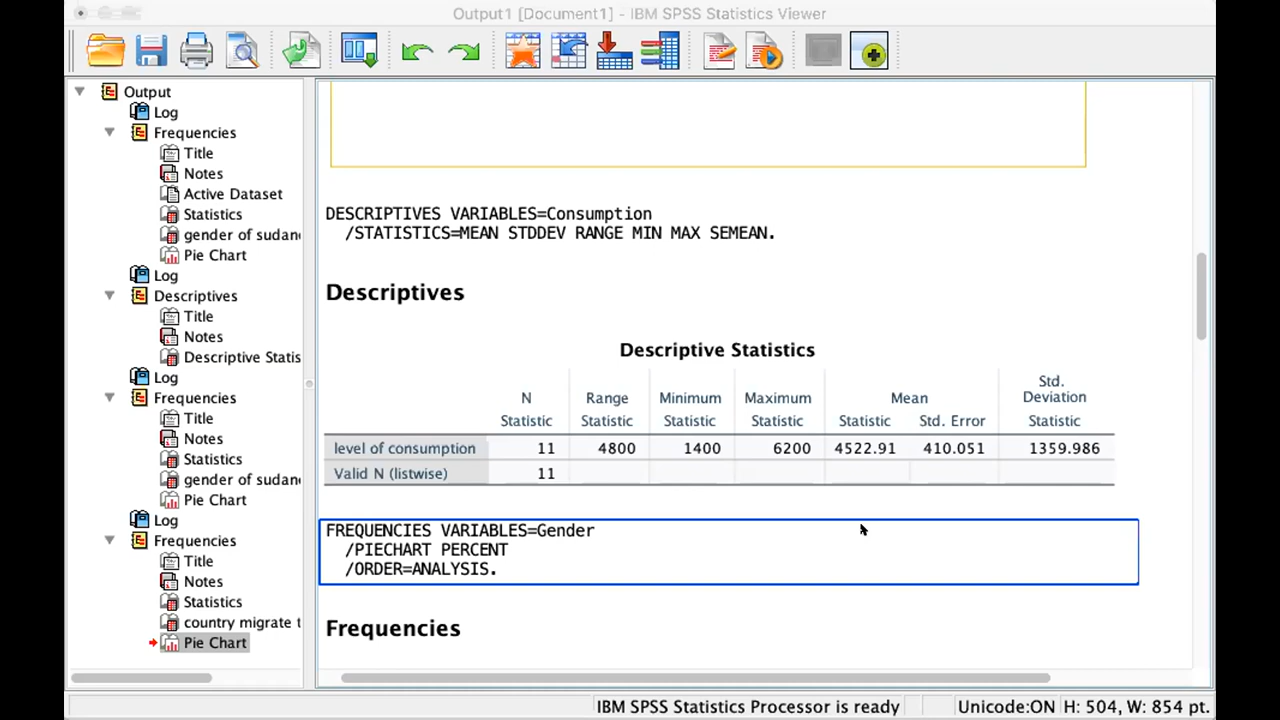 Output1 [Document1] - IBM SPSS Statistics Viewer
Output
Log
Frequencies
Title
Notes
Active Dataset
Statistics
gender of sudan
Pie Chart
Log
Descriptives
Title
Notes
Descriptive Statis
Log
Frequencies
Title
Notes
Statistics
gender of sudan
Pie Chart
Log
Frequencies
Title
Notes
Statistics
country migrate t
Pie Chart
DESCRIPTIVES VARIABLES=Consumption
/STATISTICS=MEAN STDDEV RANGE MIN MAX SEMEAN.
Descriptives
Descriptive Statistics
N Range Minimum Maximum Mean Std. Deviation
Statistic Statistic Statistic Statistic Statistic Std. Error Statistic
level of consumption 11 4800 1400 6200 4522.91 410.051 1359.986
Valid N (listwise) 11
FREQUENCIES VARIABLES=Gender
/PIECHART PERCENT
/ORDER=ANALYSIS.
Frequencies
IBM SPSS Statistics Processor is ready Unicode:ON H: 504, W: 854 pt.